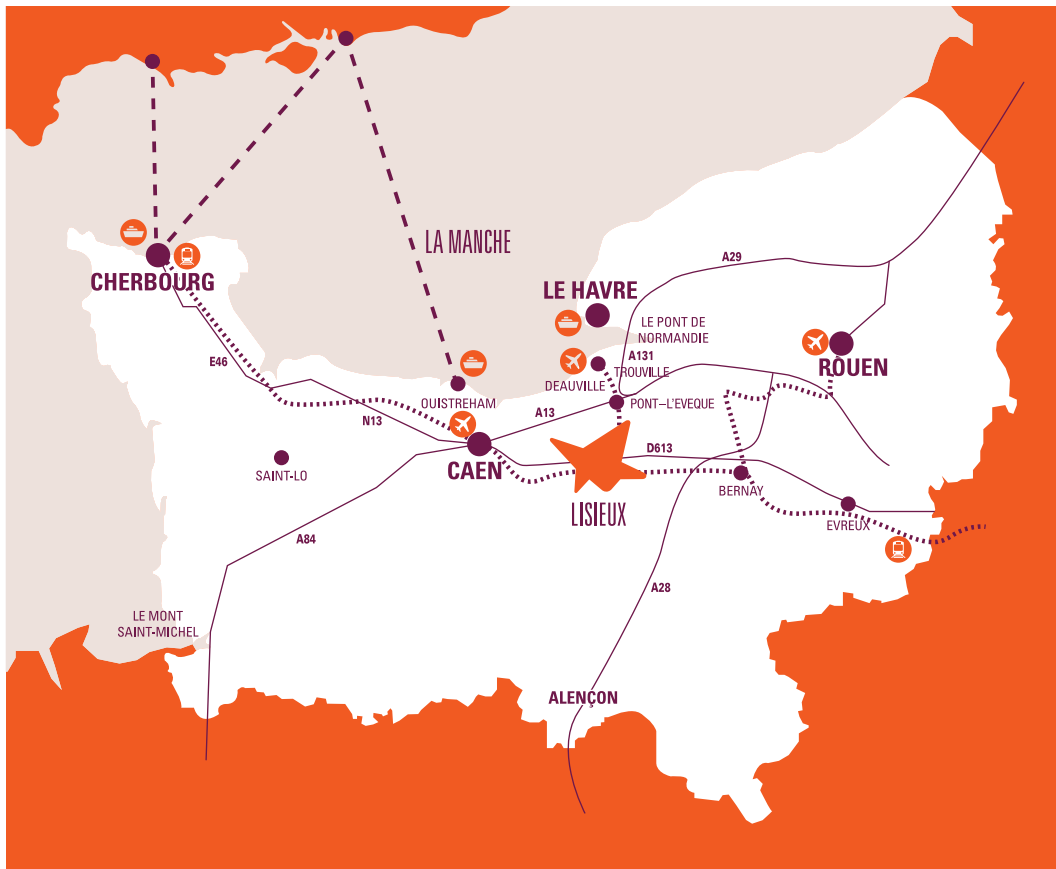 LA MANCHE
A29
CHERBOURG
LE HAVRE
LE PONT DE
NORMANDIE
E46
A131
TROUVILLE
ROUEN
DEAUVILLE
OUISTREHAM
PONT–L'EVEQUE
A13
N13
D613
SAINT-LO
CAEN
BERNAY
LISIEUX
EVREUX
A84
A28
LE MONT
SAINT-MICHEL
ALENÇON